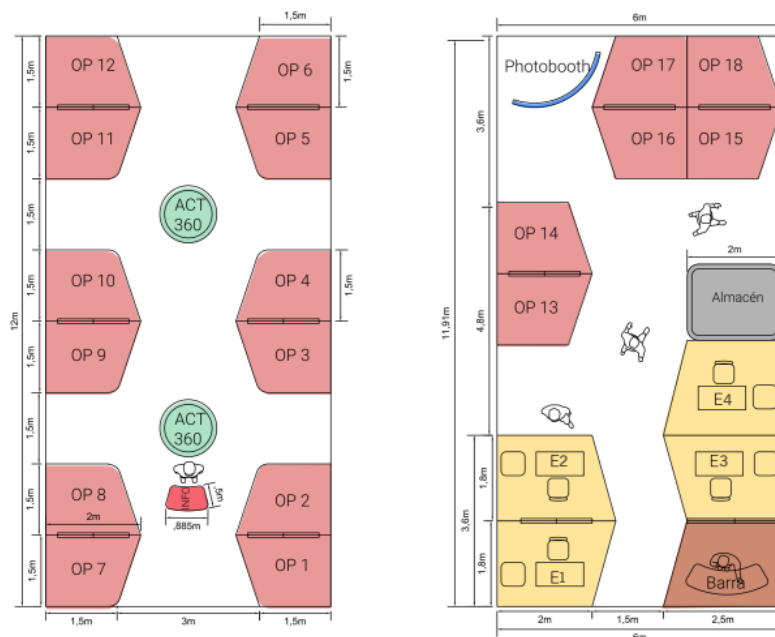 1,5m
6m
OP 12
OP 6
1,5m
1,5m
Photobooth
OP 17
OP 18
3,6m
OP 11
OP 5
1,5m
OP 16
OP 15
ACT
360
1,5m
OP 14
2m
OP 10
OP 4
1,5m
1,5m
12m
OP 13
Almacén
11,91m
4,8m
OP 9
OP 3
1,5m
E4
ACT
360
1,5m
E2
E3
1,8m
OP 8
INFO
,5m
OP 2
1,5m
2m
3,6m
,885m
OP 7
OP 1
1,5m
1,8m
E1
Barra
1,5m
3m
1,5m
2m
1,5m
2,5m
6m